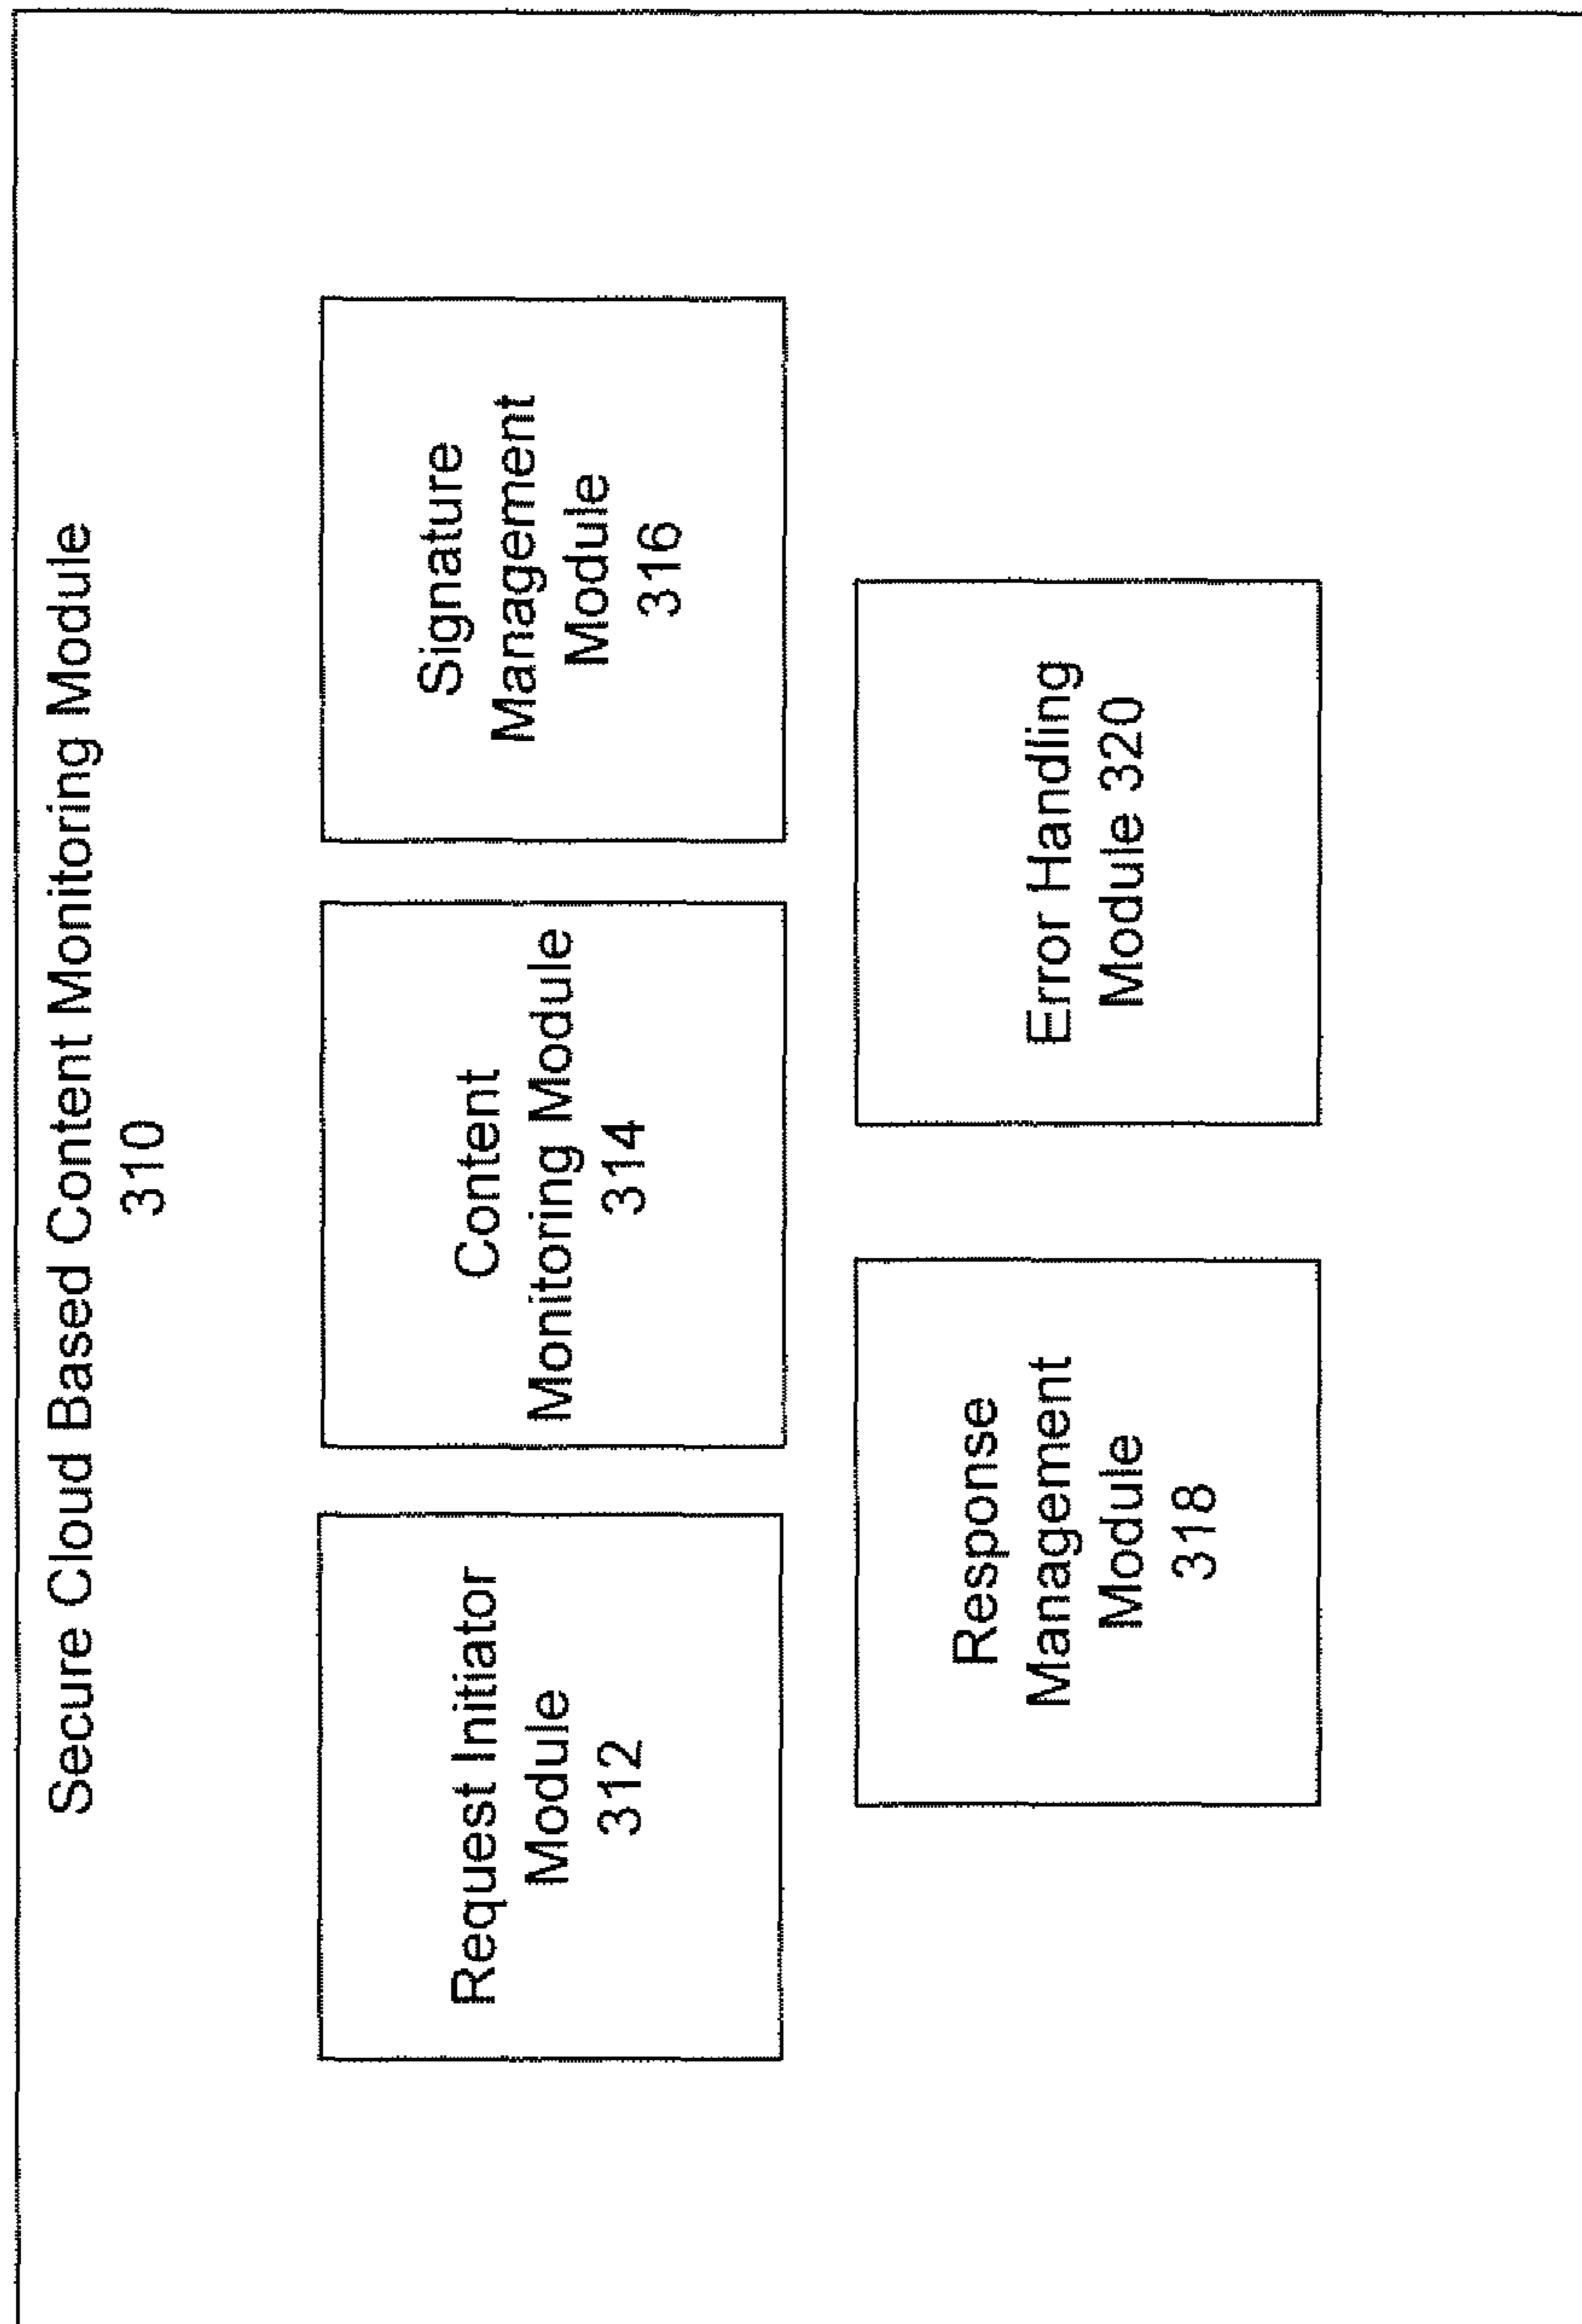 Secure Cloud Based Content Monitoring Module
310
Request Initiator
Module
312
Content
Monitoring Module
314
Signature
Management
Module
316
Response
Management
Module
318
Error Handling
Module 320